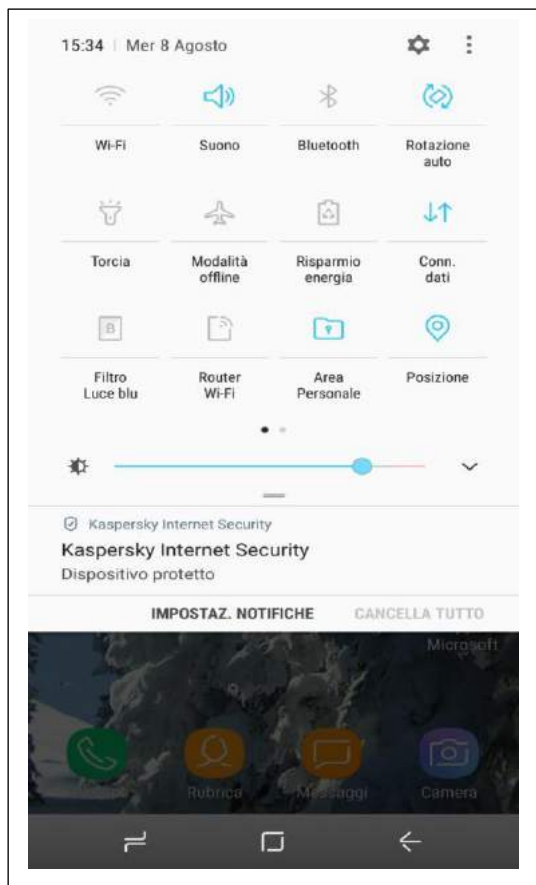 15:34 | Mer 8 Agosto
Wi-Fi
Suono
Bluetooth
Rotazione
auto
Torcia
Modalità
offline
Risparmio
energia
Conn.
dati
B
Filtro
Luce blu
Router
Wi-Fi
Area
Personale
Posizione
Kaspersky Internet Security
Kaspersky Internet Security
Dispositivo protetto
IMPOSTAZ. NOTIFICHE
CANCELLA TUTTO
Microsoft
Rubrica
Messaggi
Camera